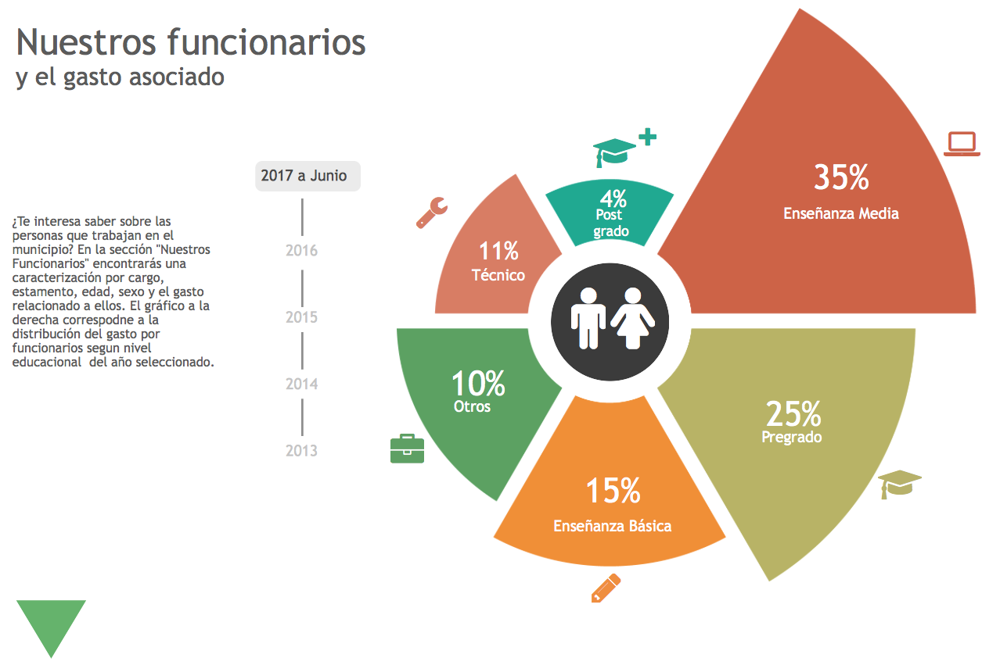 Nuestros funcionarios
y el gasto asociado
¿Te interesa saber sobre las
personas que trabajan en el
municipio? En la sección "Nuestros
Funcionarios" encontrarás una
caracterización por cargo,
estamento, edad, sexo y el gasto
relacionado a ellos. El gráfico a la
derecha correspodne a la
distribución del gasto por
funcionarios segun nivel
educacional  del año seleccionado.
2017 a Junio
2016
2015
2014
2013
4%
Post
grado
35%
Enseñanza Media
11%
Técnico
10%
Otros
25%
Pregrado
15%
Enseñanza Básica